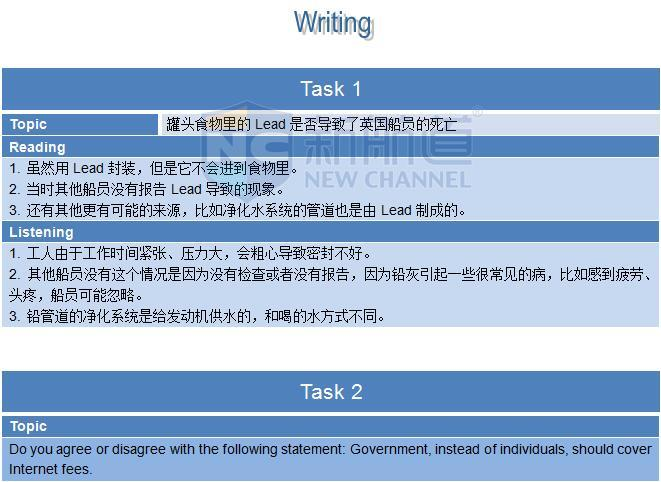 Writing
Task 1
Topic 罐头食物里的 Lead 是否导致了英国船员的死亡
Reading
1. 虽然用 Lead 封装，但是它不会进到食物里。
2. 当时其他船员没有报告 Lead 导致的现象。
3. 还有其他更有可能的来源，比如净化水系统的管道也是由 Lead 制成的。
Listening
1. 工人由于工作时间紧张、压力大，会粗心导致密封不好。
2. 其他船员没有这个情况是因为没有检查或者没有报告，因为铅灰引起一些很常见的病，比如感到疲劳、
头疼，船员可能忽略。
3. 铅管道的净化系统是给发动机供水的，和喝的水方式不同。
新航道®
NEW CHANNEL
Task 2
Topic
Do you agree or disagree with the following statement: Government, instead of individuals, should cover
Internet fees.